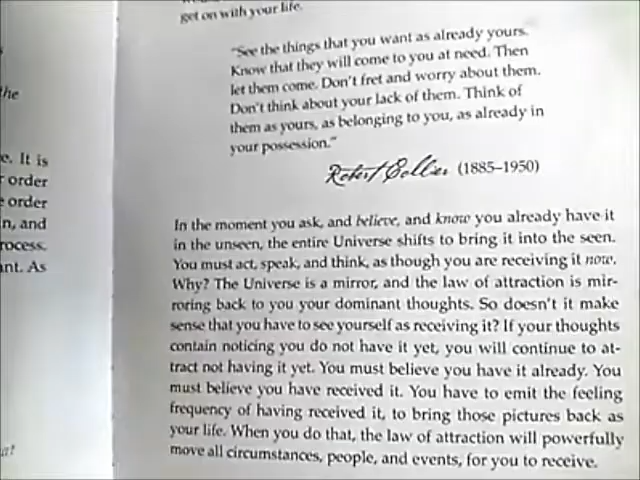 get on with your life.
"See the things that you want as already yours.
Know that they will come to you at need. Then
let them come. Don't fret and worry about them.
Don't think about your lack of them. Think of
them as yours, as belonging to you, as already in
your possession."
Robert Collier (1885–1950)
In the moment you ask, and believe, and know you already have it
in the unseen, the entire Universe shifts to bring it into the seen.
You must act, speak, and think, as though you are receiving it now.
Why? The Universe is a mirror, and the law of attraction is mir-
roring back to you your dominant thoughts. So doesn't it make
sense that you have to see yourself as receiving it? If your thoughts
contain noticing you do not have it yet, you will continue to at-
tract not having it yet. You must believe you have it already. You
must believe you have received it. You have to emit the feeling
frequency of having received it, to bring those pictures back as
your life. When you do that, the law of attraction will powerfully
move all circumstances, people, and events, for you to receive.
the
e. It is
order
order
n, and
rocess.
ant. As